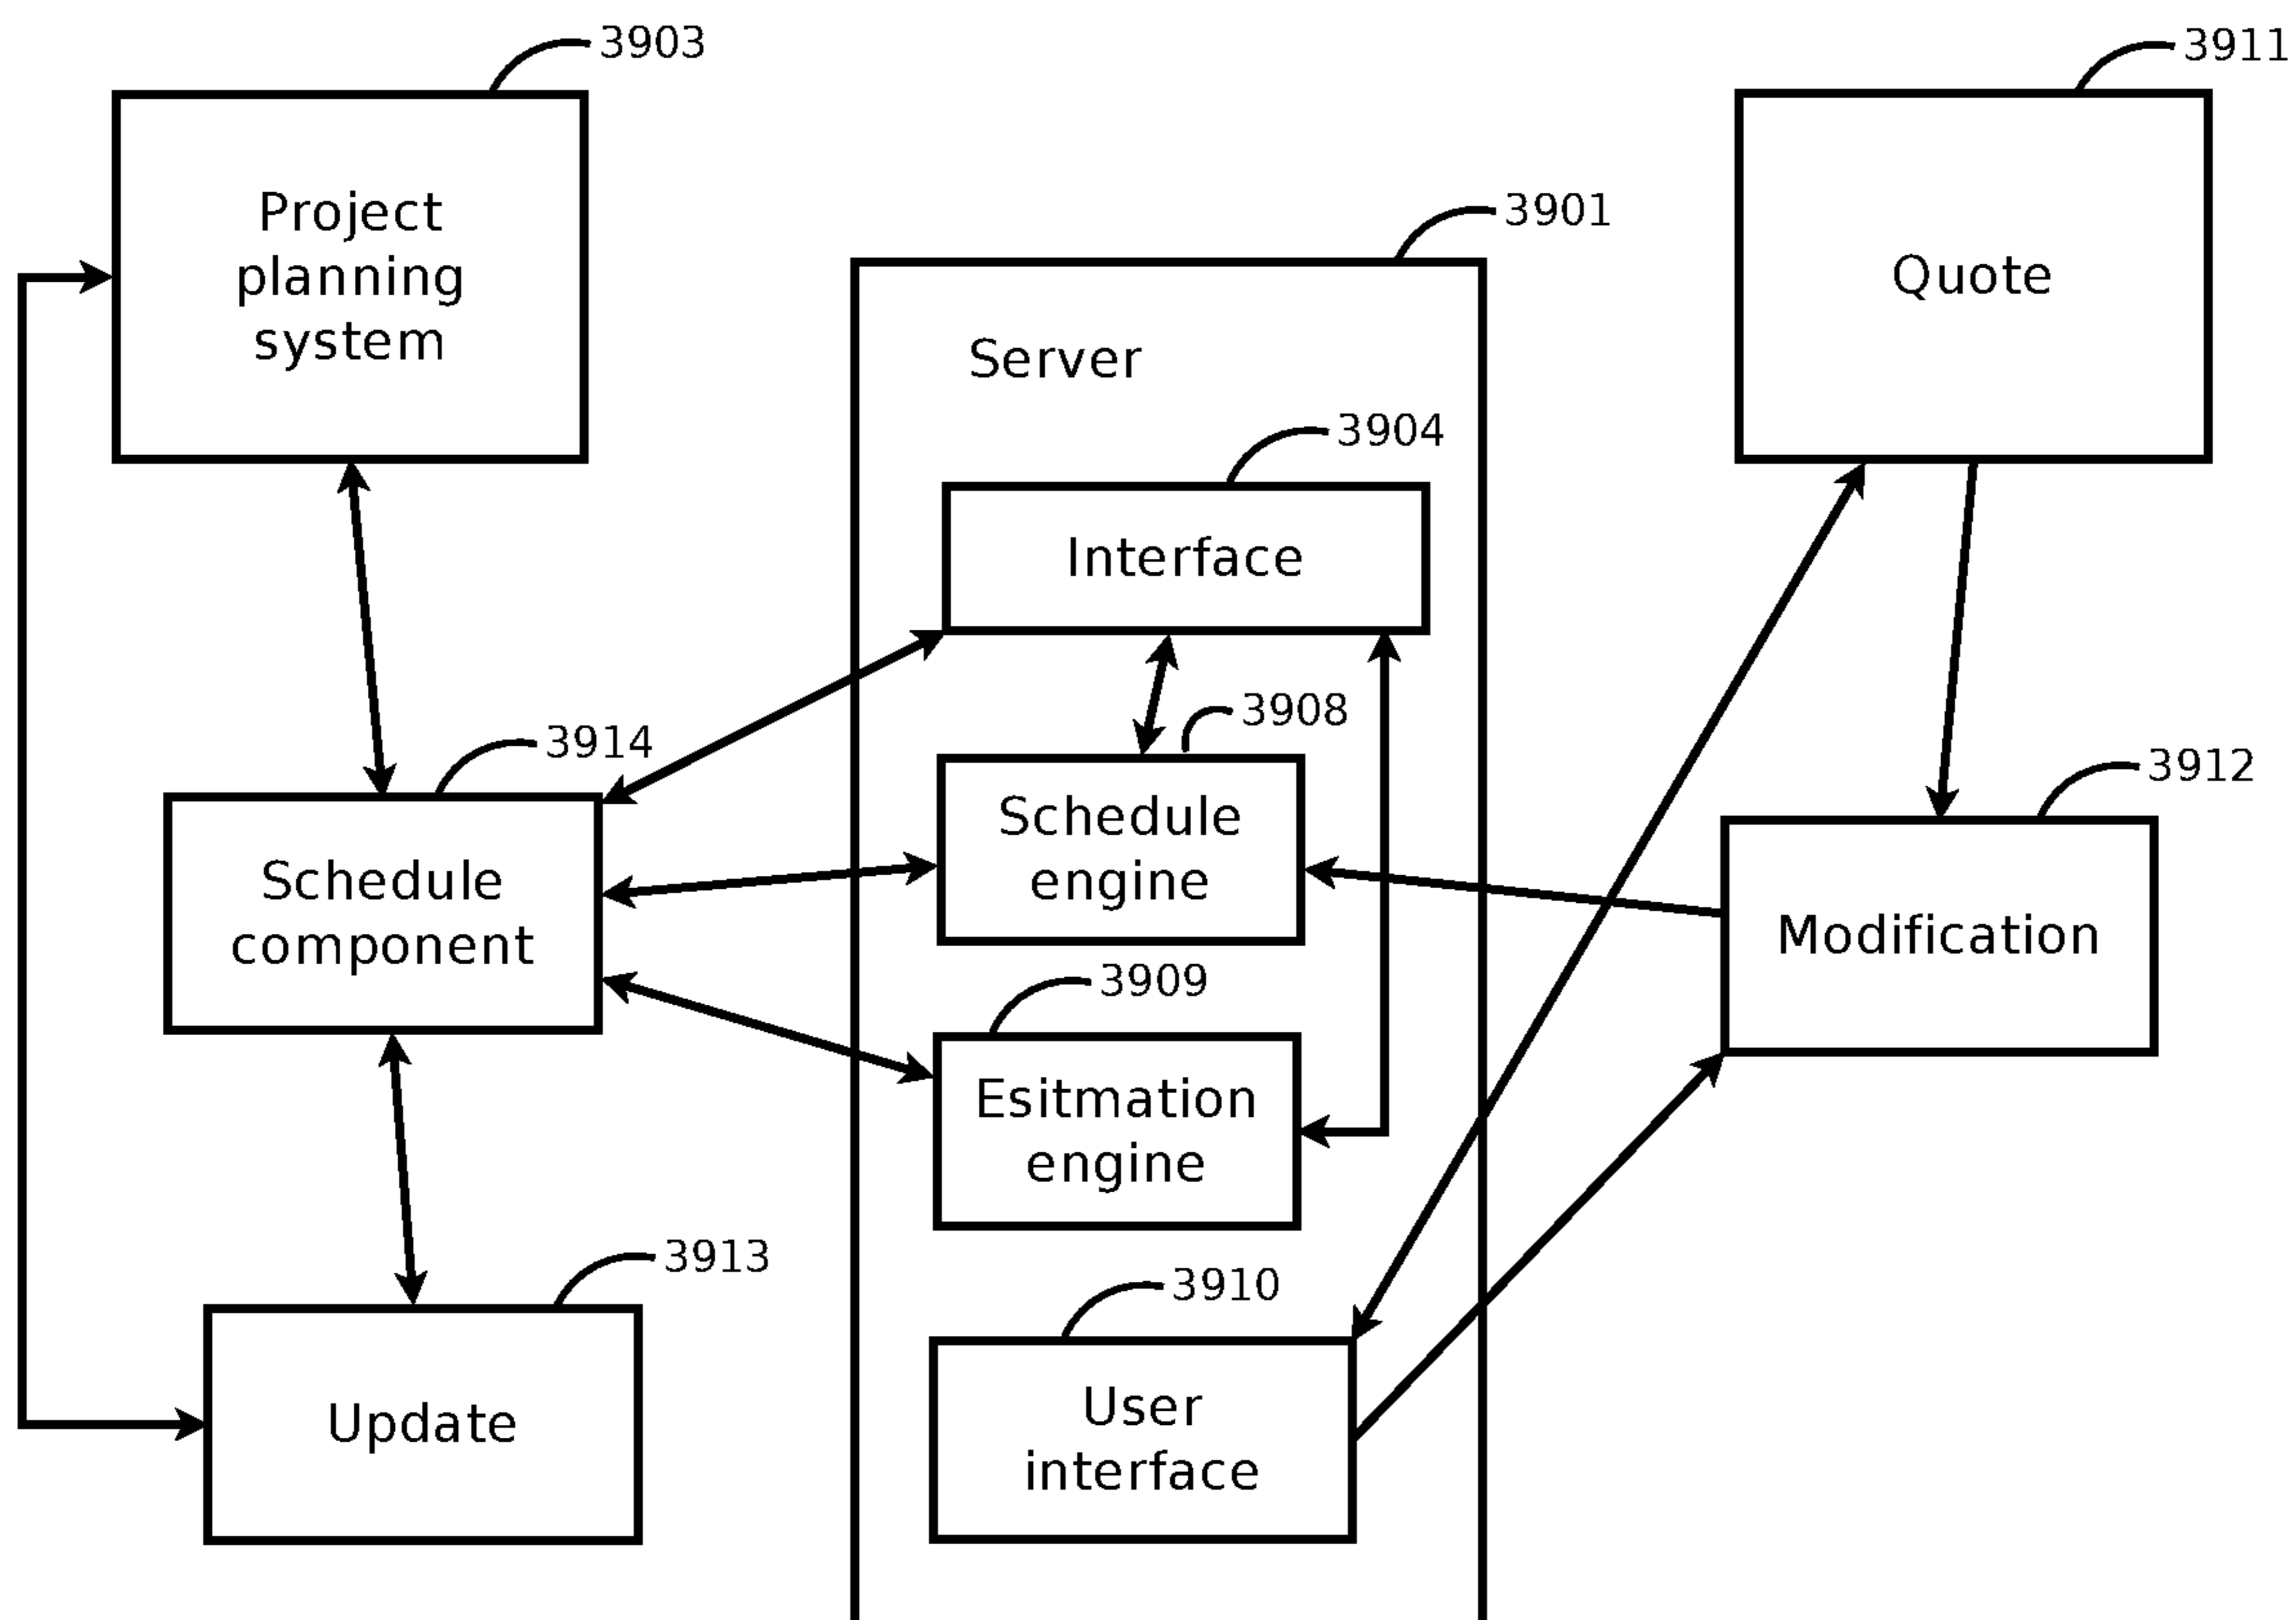 3903
3911
Project
planning
system
3901
Quote
Server
3904
Interface
3908
3914
3912
Schedule
engine
Schedule
component
Modification
3909
Esitmation
engine
3913
3910
Update
User
interface